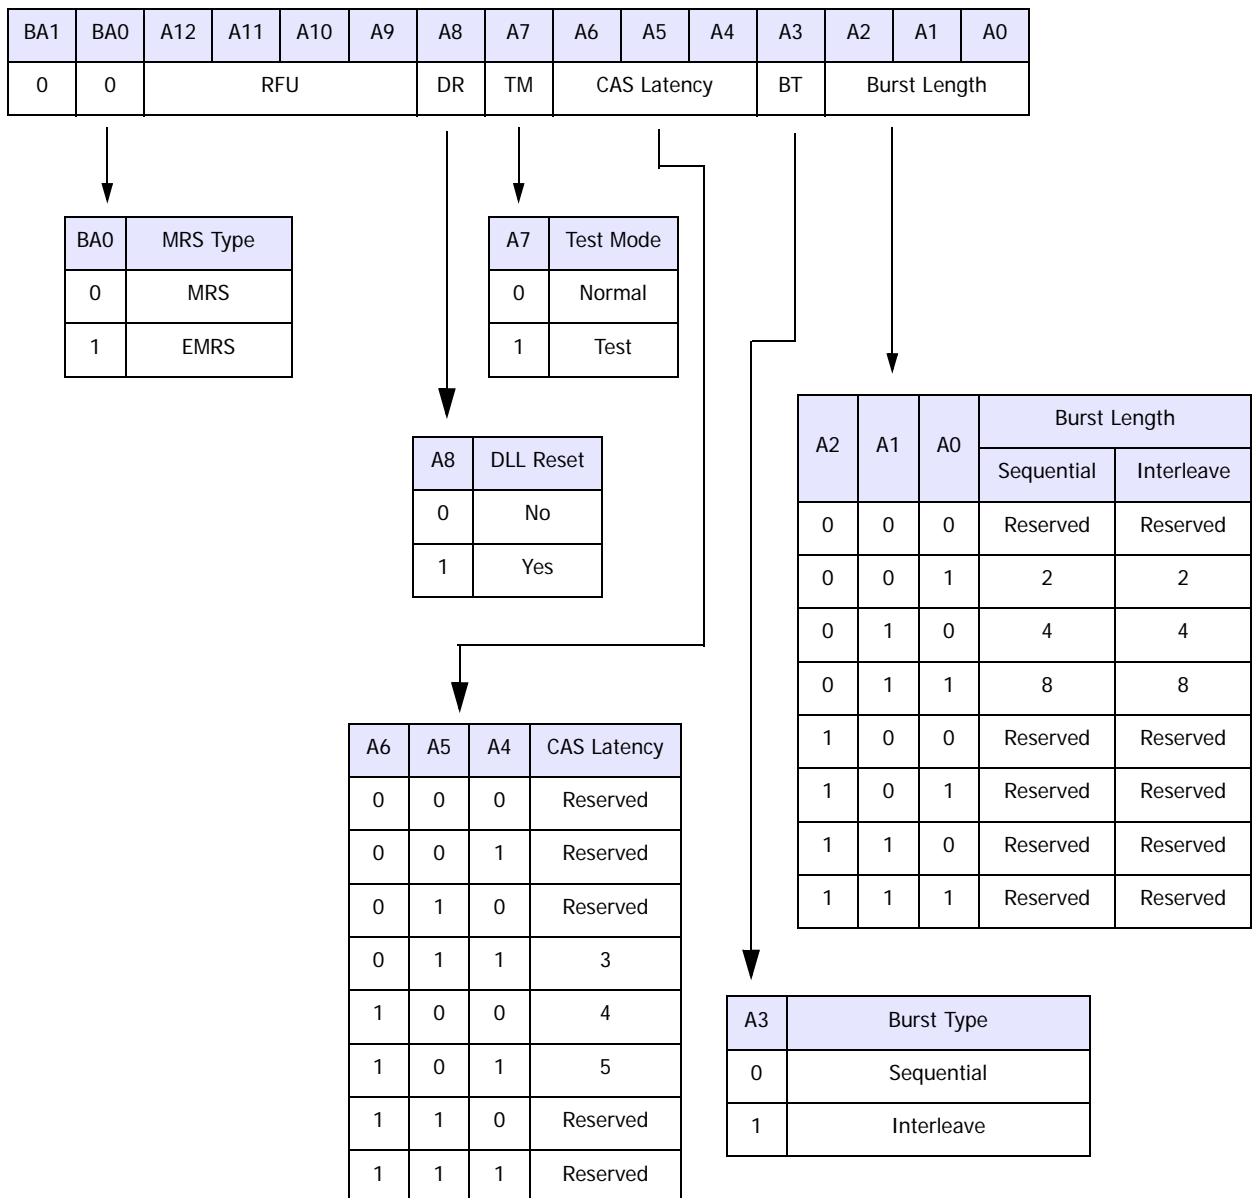 BA1 BA0 A12 A11 A10 A9 A8 A7 A6 A5 A4 A3 A2 A1 A0
0 0 RFU DR TM CAS Latency BT Burst Length
BA0 MRS Type
0 MRS
1 EMRS
A7 Test Mode
0 Normal
1 Test
A8 DLL Reset
0 No
1 Yes
A2 A1 A0 Burst Length
Sequential Interleave
0 0 0 Reserved Reserved
0 0 1 2 2
0 1 0 4 4
0 1 1 8 8
1 0 0 Reserved Reserved
1 0 1 Reserved Reserved
1 1 0 Reserved Reserved
1 1 1 Reserved Reserved
A6 A5 A4 CAS Latency
0 0 0 Reserved
0 0 1 Reserved
0 1 0 Reserved
0 1 1 3
1 0 0 4
1 0 1 5
1 1 0 Reserved
1 1 1 Reserved
A3 Burst Type
0 Sequential
1 Interleave